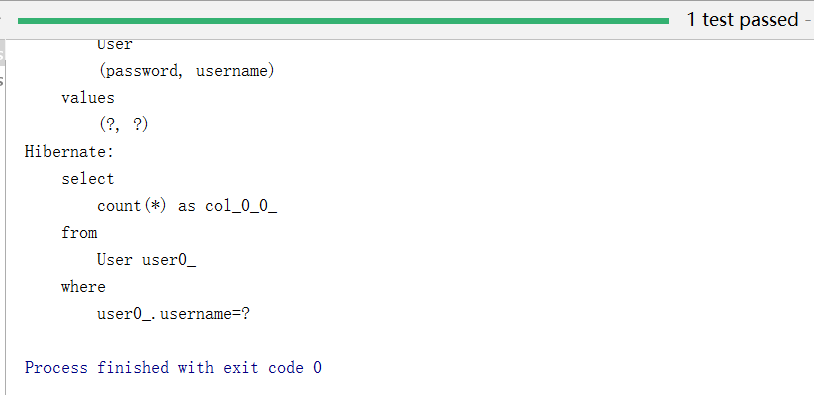 1 test passed -
User
(password, username)
values
(?, ?)
Hibernate:
select
count(*) as col_0_0_
from
User user0_
where
user0_.username=?
Process finished with exit code 0